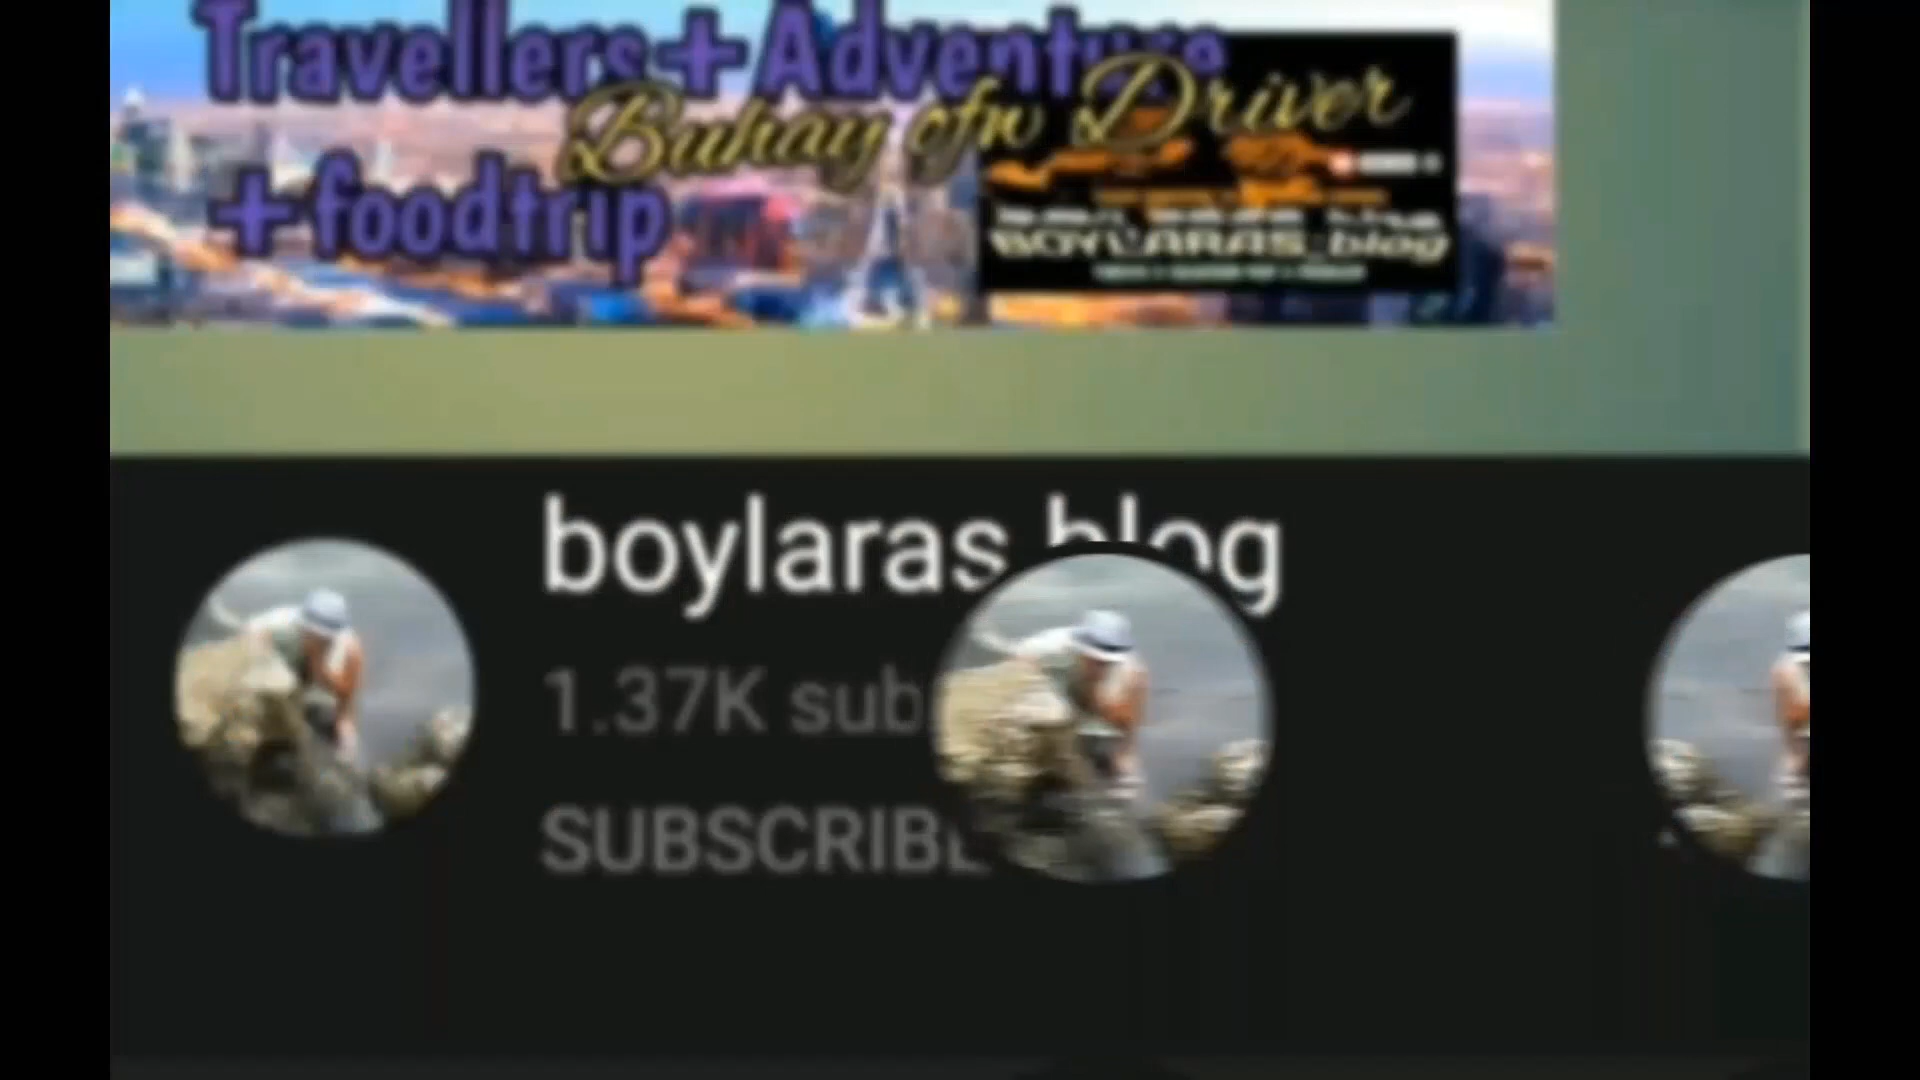 Travellers+Adventure
Buhay ofw Driver
+foodtrip
BOYLARAS_blog
boylaras blog
1.37K sub
SUBSCRIBE